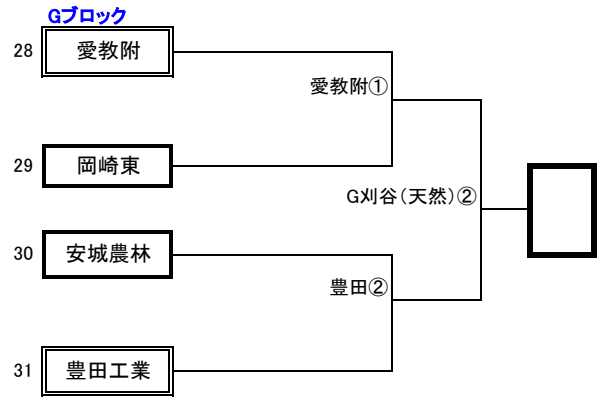 Gブロック
28 愛教附
愛教附①
29 岡崎東
G刈谷（天然）②
30 安城農林
豊田②
31 豊田工業